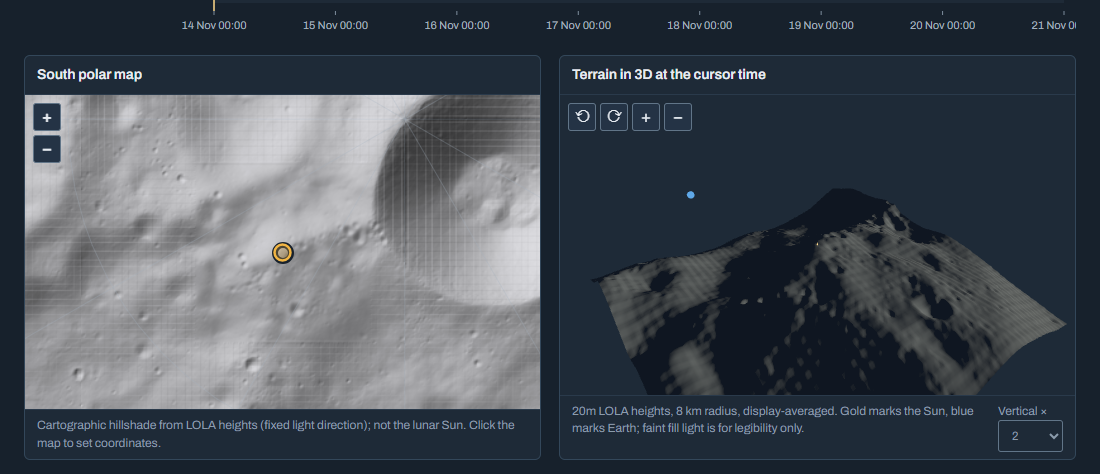 14 Nov 00:00 15 Nov 00:00 16 Nov 00:00 17 Nov 00:00 18 Nov 00:00 19 Nov 00:00 20 Nov 00:00 21 Nov 0
South polar map
+
−
Cartographic hillshade from LOLA heights (fixed light direction); not the lunar Sun. Click the
map to set coordinates.
Terrain in 3D at the cursor time
+ −
20m LOLA heights, 8 km radius, display-averaged. Gold marks the Sun, blue
marks Earth; faint fill light is for legibility only.
Vertical ×
2